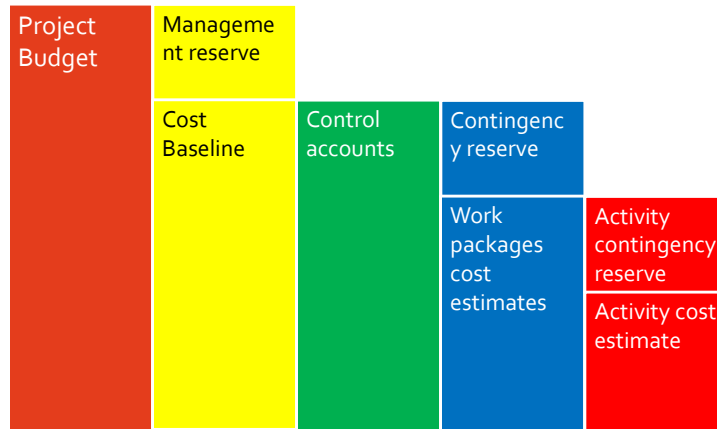 Project
Budget
Manageme
nt reserve
Cost
Baseline
Control
accounts
Contingenc
y reserve
Work
packages
cost
estimates
Activity
contingency
reserve
Activity cost
estimate